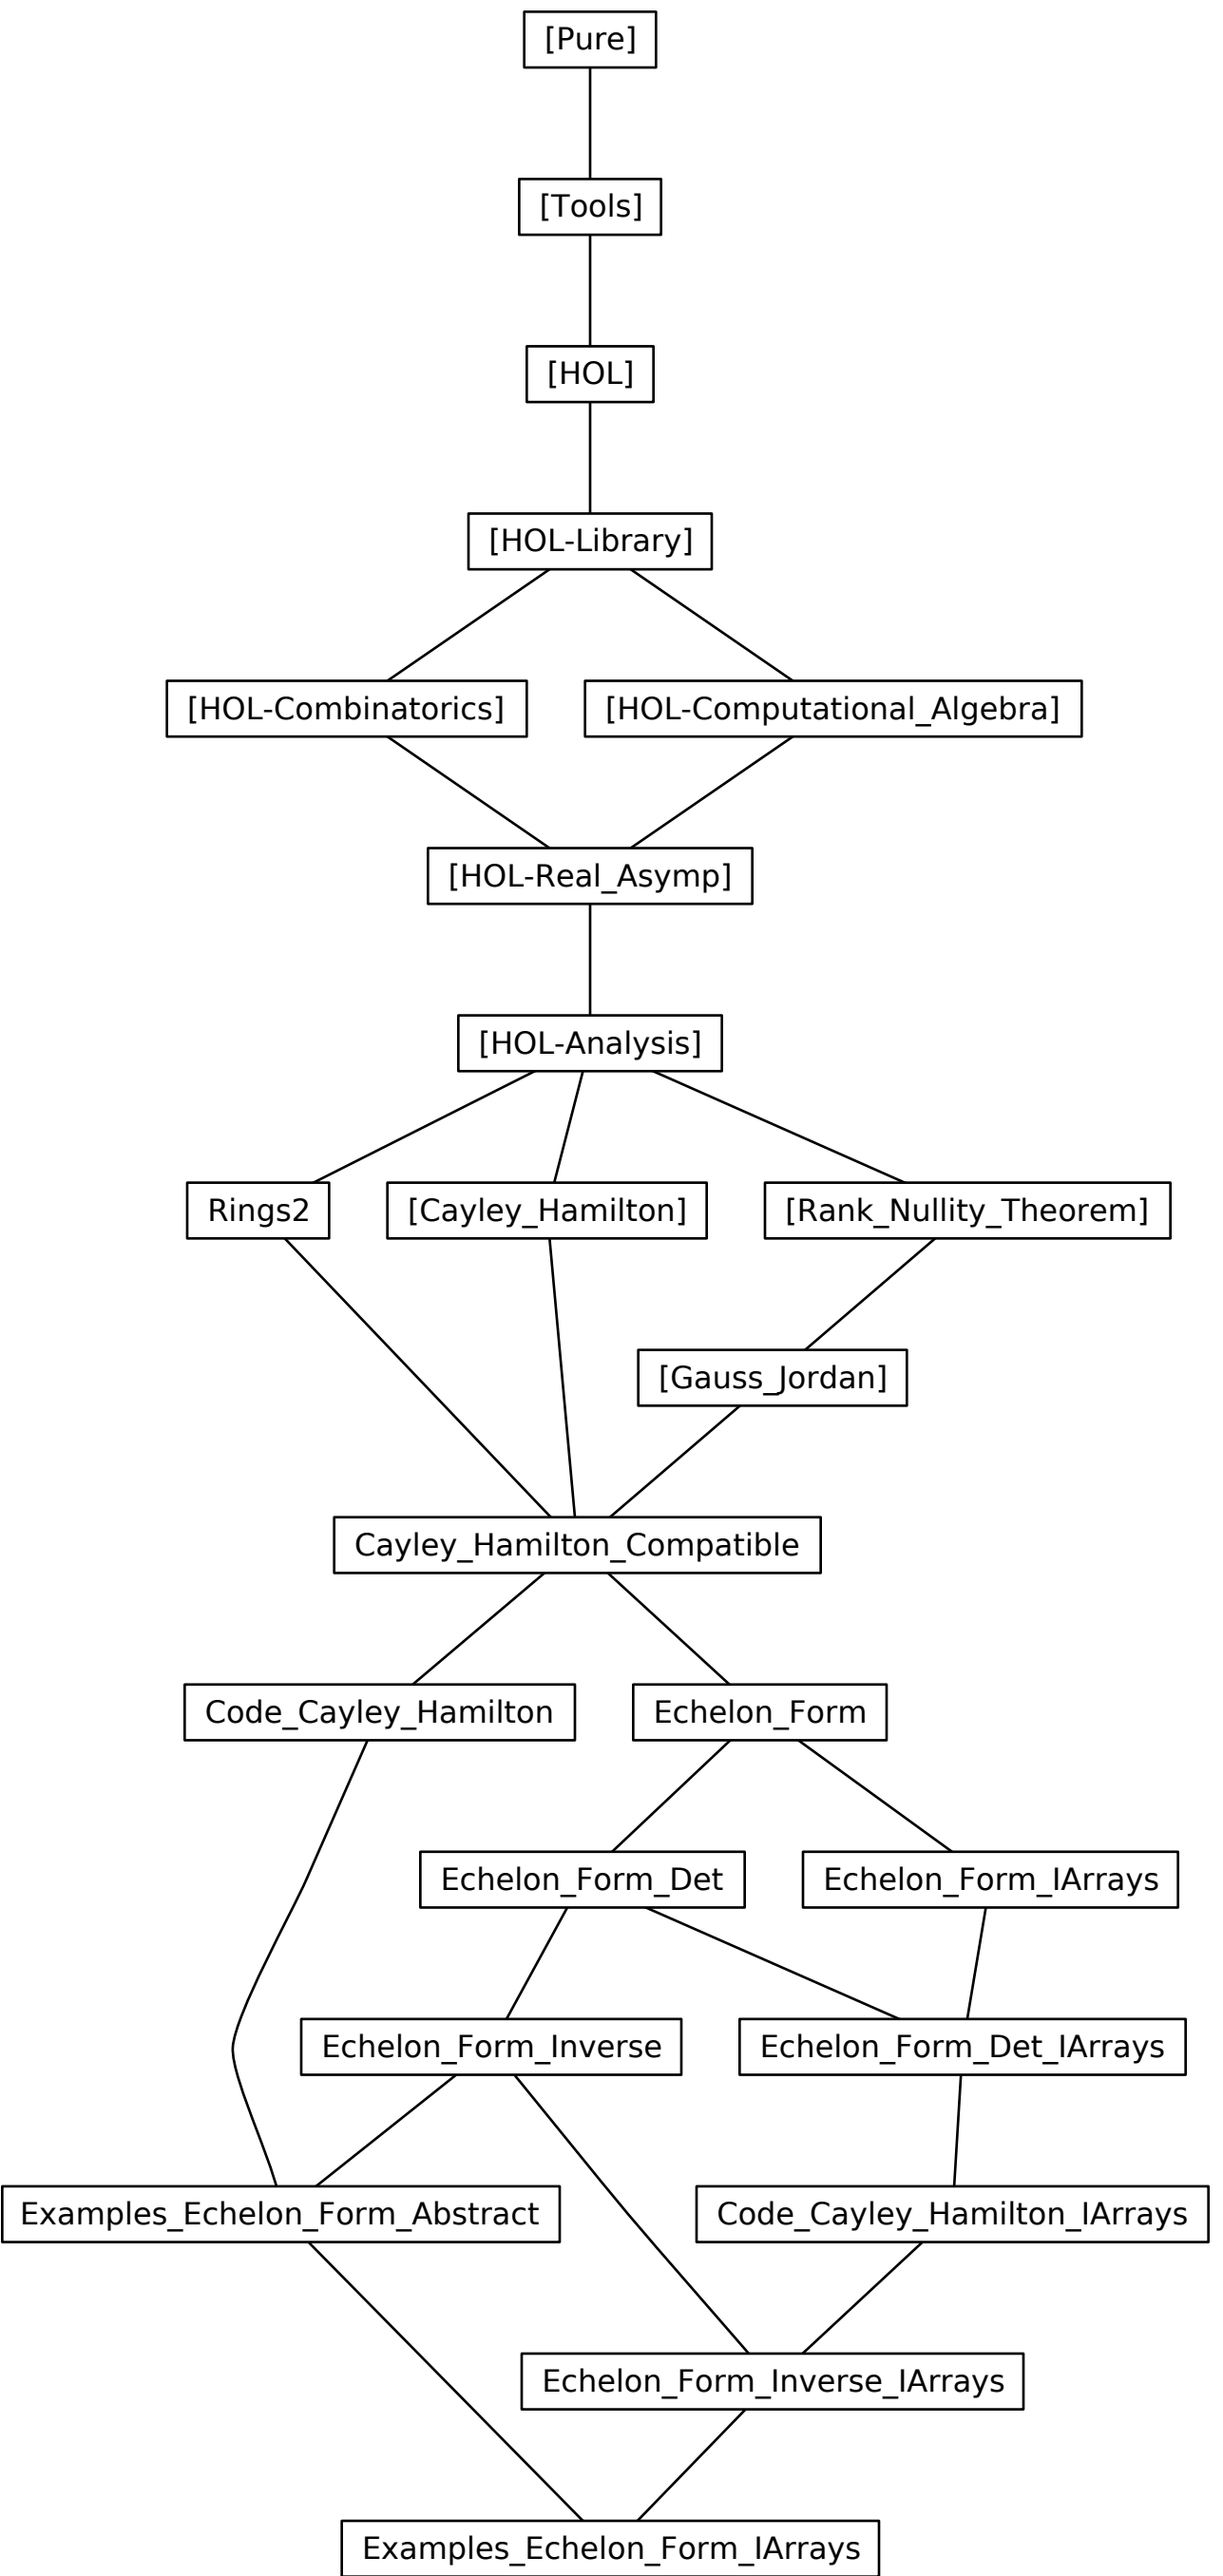 [Pure]
[Tools]
[HOL]
[HOL-Library]
[HOL-Combinatorics]
[HOL-Computational_Algebra]
[HOL-Real_Asymp]
[HOL-Analysis]
Rings2
[Cayley_Hamilton]
[Rank_Nullity_Theorem]
[Gauss_Jordan]
Cayley_Hamilton_Compatible
Code_Cayley_Hamilton
Echelon_Form
Echelon_Form_Det
Echelon_Form_IArrays
Echelon_Form_Inverse
Echelon_Form_Det_IArrays
Examples_Echelon_Form_Abstract
Code_Cayley_Hamilton_IArrays
Echelon_Form_Inverse_IArrays
Examples_Echelon_Form_IArrays